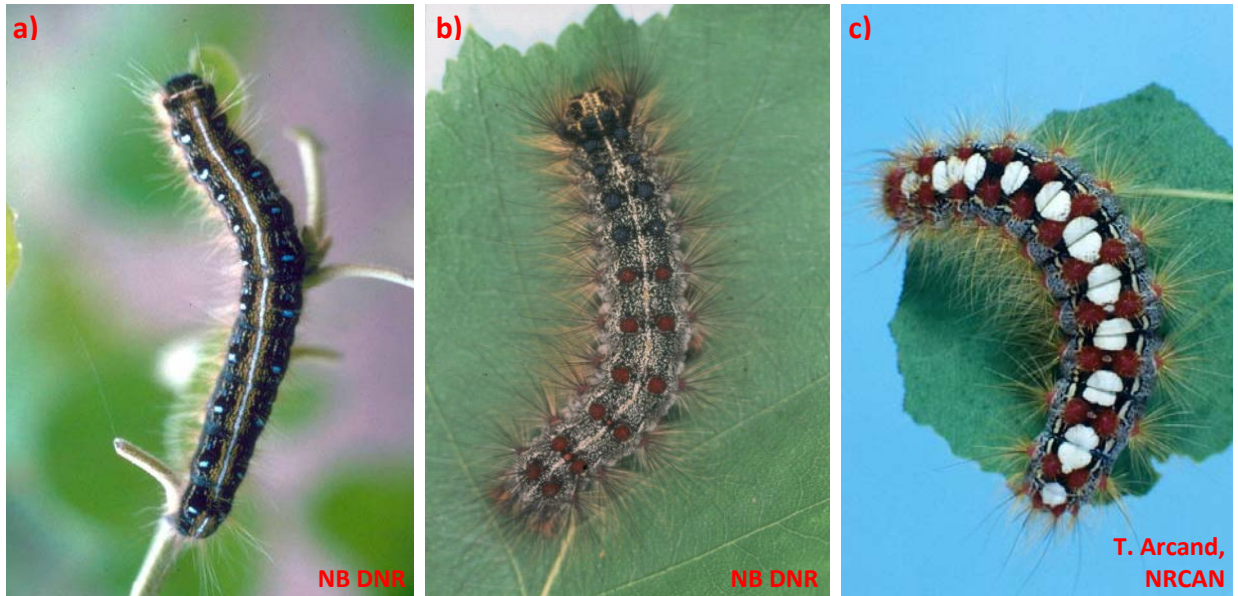 a)
b)
c)
NB DNR
NB DNR
T. Arcand,
NRCAN